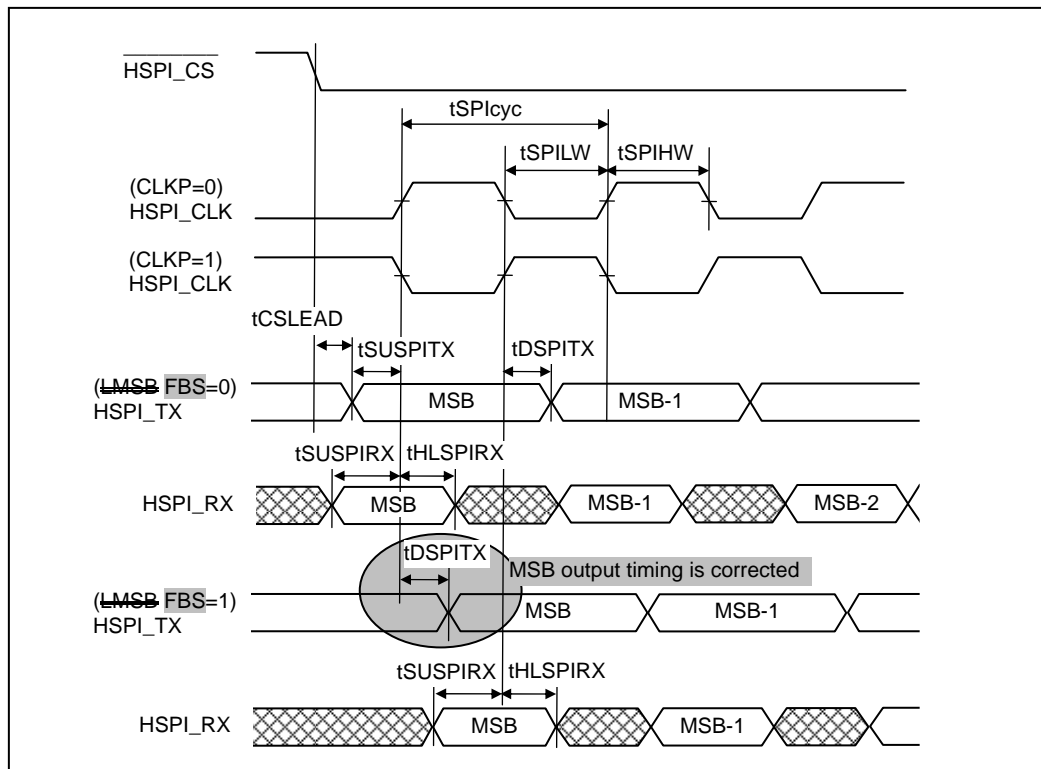 HSPI_CS
tSPIcyc
tSPILW tSPIHW
(CLKP=0)
HSPI_CLK
(CLKP=1)
HSPI_CLK
tCSLEAD
tSUSPITX tDSPITX
(LMSB FBS=0)
HSPI_TX
MSB MSB-1
tSUSPIRX tHLSPIRX
HSPI_RX MSB MSB-1 MSB-2
tDSPITX
MSB output timing is corrected
(LMSB FBS=1)
HSPI_TX
MSB MSB-1
tSUSPIRX tHLSPIRX
HSPI_RX MSB MSB-1